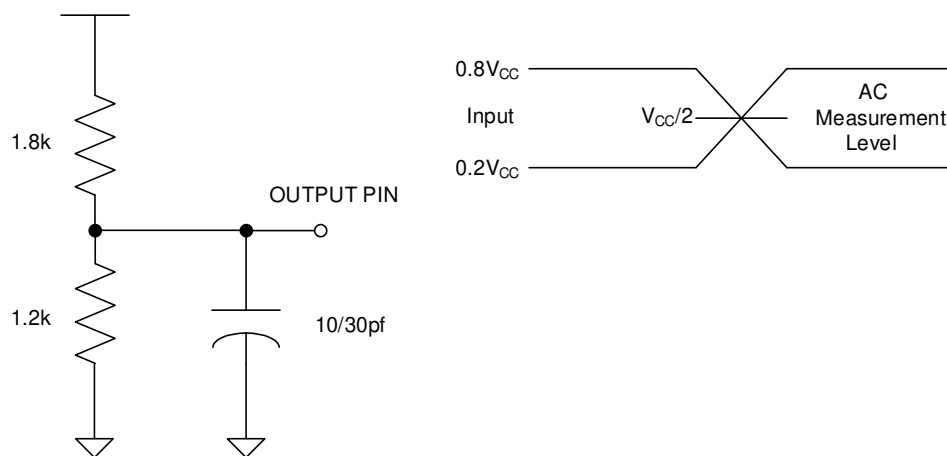 1.8k
1.2k
OUTPUT PIN
10/30pf
0.8VCC
Input
0.2VCC
VCC/2
AC
Measurement
Level